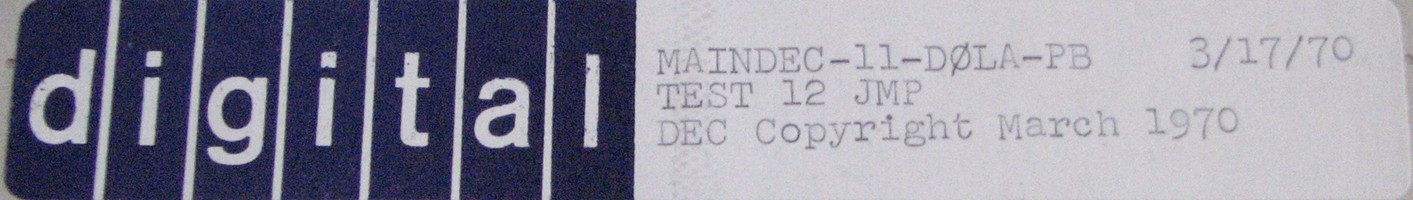 digital
MAINDEC-11-DØLA-PB 3/17/70
TEST 12 JMP
DEC Copyright March 1970